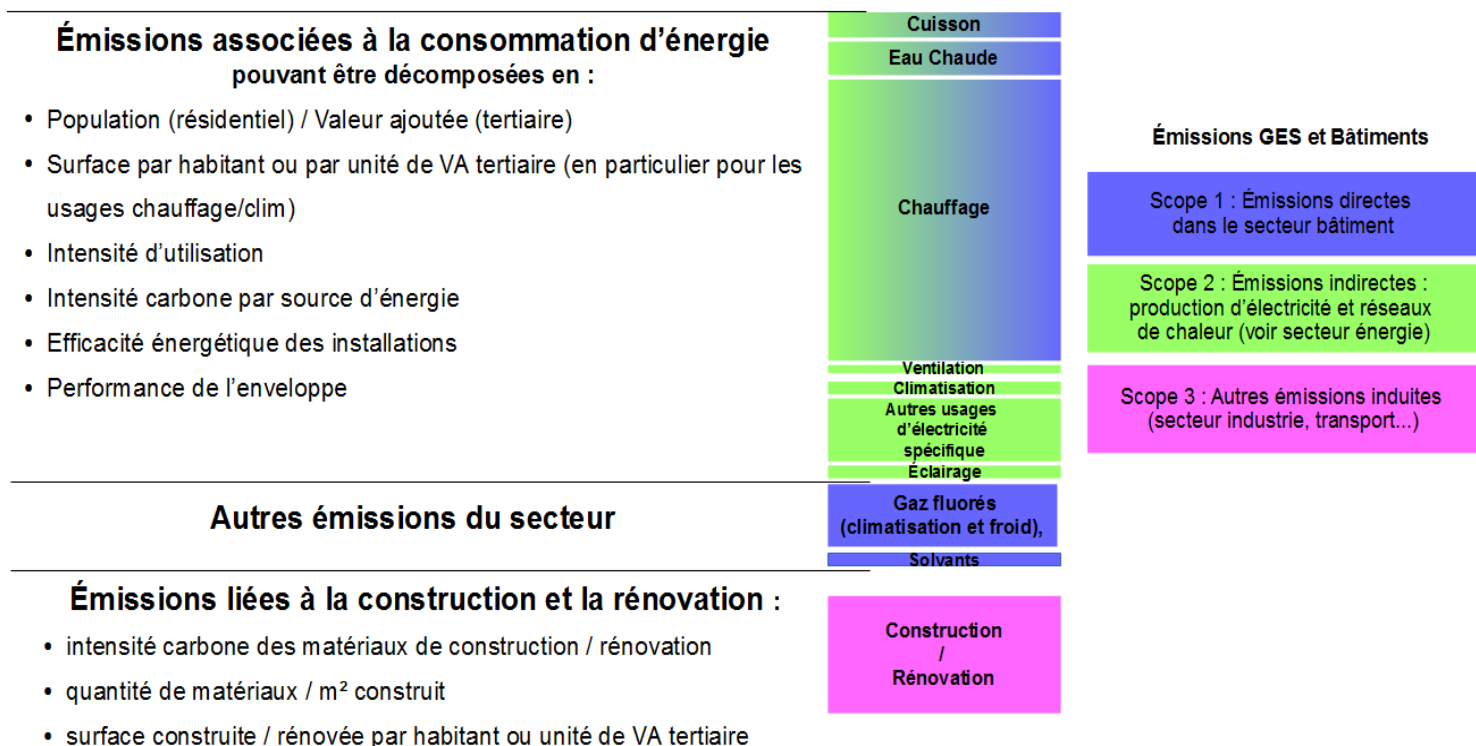 Émissions associées à la consommation d’énergie
pouvant être décomposées en :
• Population (résidentiel) / Valeur ajoutée (tertiaire)
• Surface par habitant ou par unité de VA tertiaire (en particulier pour les
usages chauffage/clim)
• Intensité d’utilisation
• Intensité carbone par source d’énergie
• Efficacité énergétique des installations
• Performance de l’enveloppe
Autres émissions du secteur
Émissions liées à la construction et la rénovation :
• intensité carbone des matériaux de construction / rénovation
• quantité de matériaux / m² construit
• surface construite / rénovée par habitant ou unité de VA tertiaire
Cuisson
Eau Chaude
Chauffage
Ventilation
Climatisation
Autres usages
d’électricité
spécifique
Éclairage
Gaz fluorés
(climatisation et froid),
Solvants
Construction
/
Rénovation
Émissions GES et Bâtiments
Scope 1 : Émissions directes
dans le secteur bâtiment
Scope 2 : Émissions indirectes :
production d’électricité et réseaux
de chaleur (voir secteur énergie)
Scope 3 : Autres émissions induites
(secteur industrie, transport...)